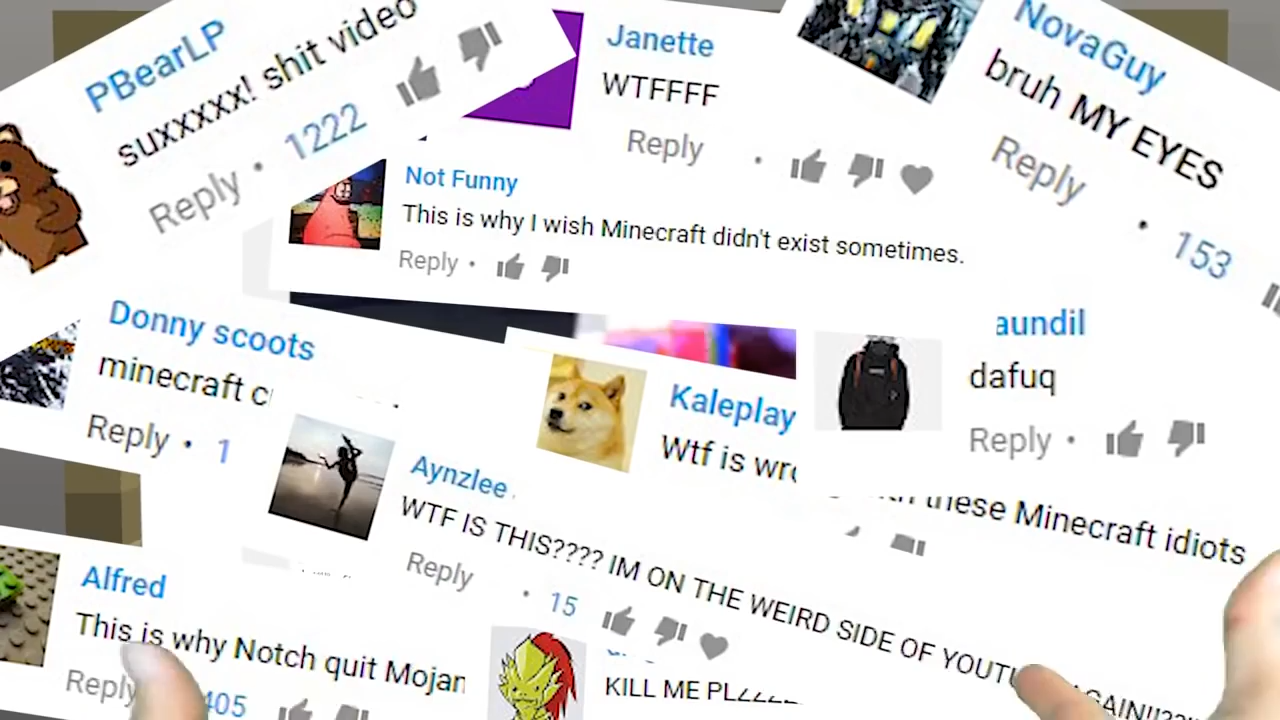 PBearLP
suxxxxx! shit video
Reply • 1222
Janette
WTFFFF
Reply •
NovaGuy
bruh MY EYES
Reply • 153
Not Funny
This is why I wish Minecraft didn't exist sometimes.
Reply •
Donny scoots
minecraft
Reply • 1
Kaleplay
Wtf is
these Minecraft idiots
aundil
dafuq
Reply •
Aynzlee
WTF IS THIS???? IM ON THE WEIRD SIDE OF
Reply • 15
Alfred
This is why Notch quit Mojan
Reply 405
KILL ME